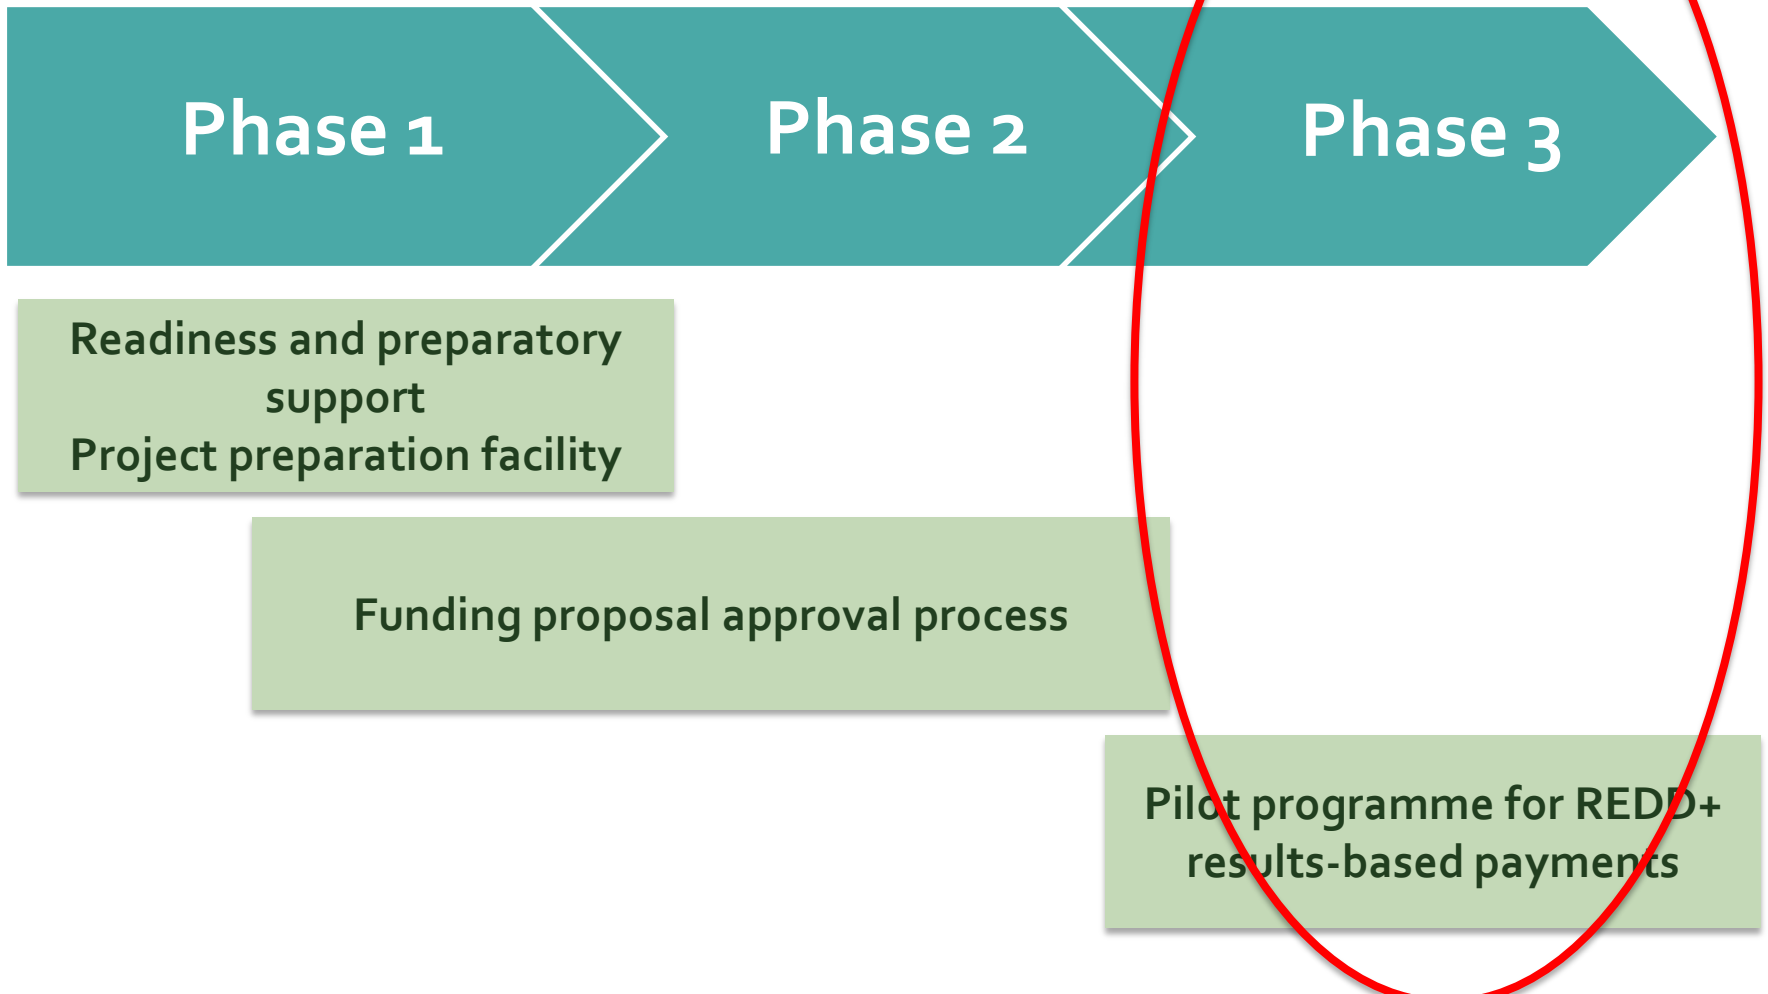 Phase 1
Phase 2
Phase 3
Readiness and preparatory
support
Project preparation facility
Funding proposal approval process
Pilot programme for REDD+
results-based payments